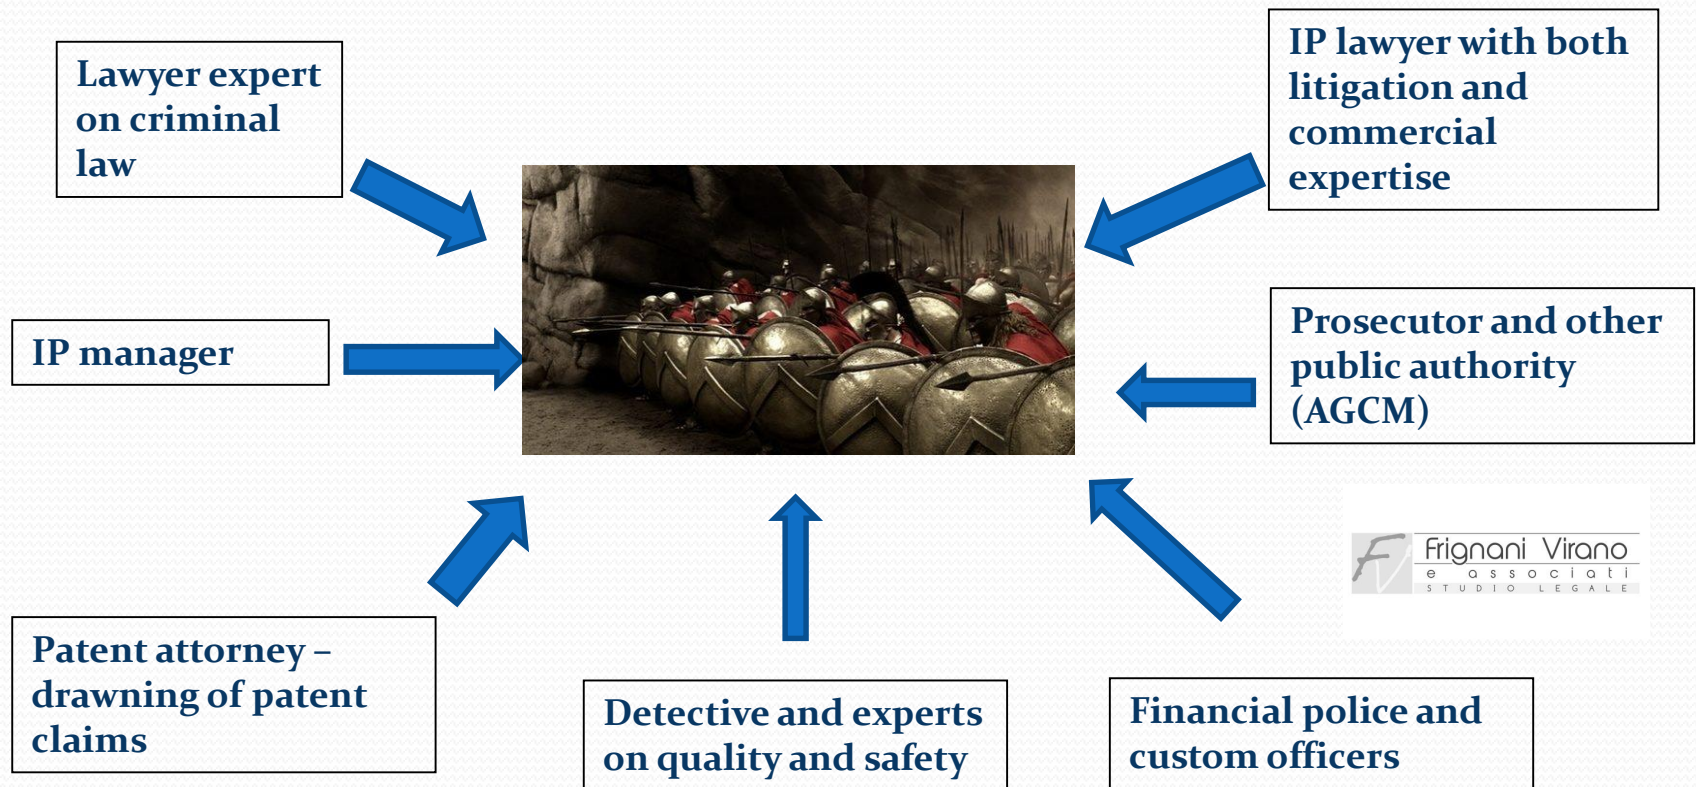 Lawyer expert
on criminal
law
IP lawyer with both
litigation and
commercial
expertise
IP manager
Prosecutor and other
public authority
(AGCM)
FV
Frignani Virano
e associati
STUDIO LEGALE
Patent attorney –
drawning of patent
claims
Detective and experts
on quality and safety
Financial police and
custom officers